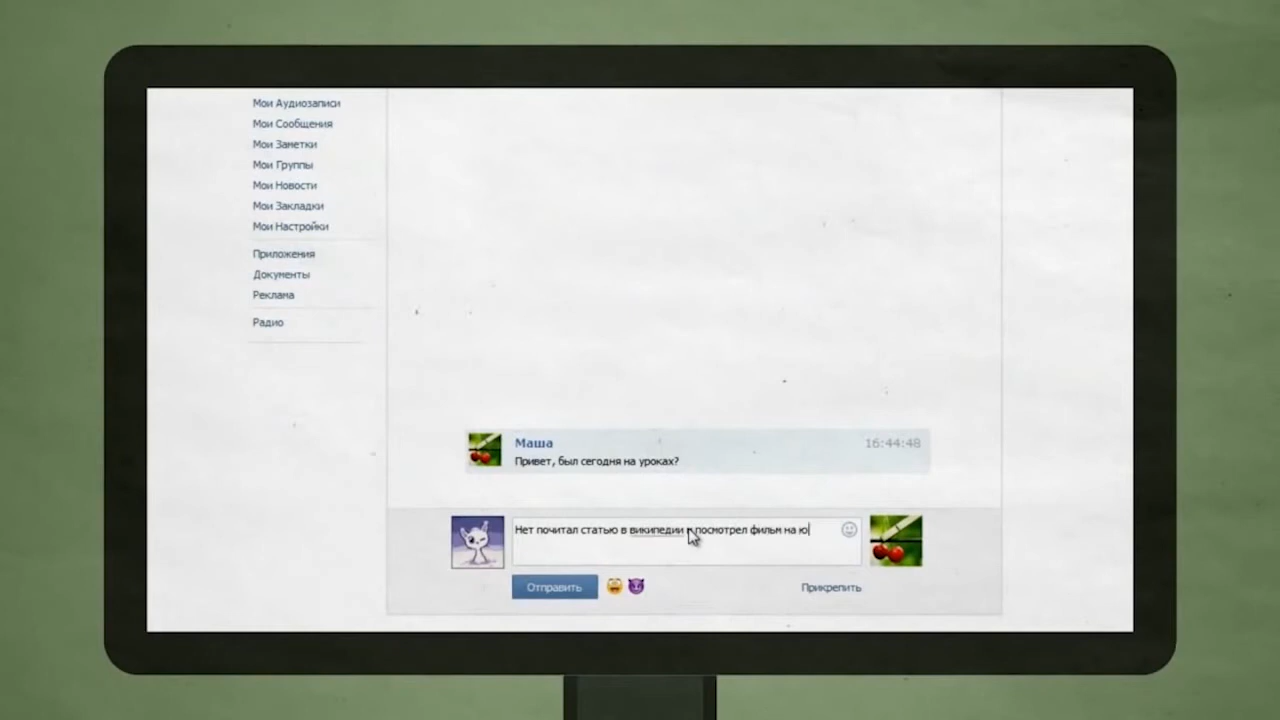 Мои Аудиозаписи
Мои Сообщения
Мои Заметки
Мои Группы
Мои Новости
Мои Закладки
Мои Настройки
Приложения
Документы
Реклама
Радио
Маша 16:44:48
Привет, был сегодня на уроках?
Нет почитал статью в википедии и посмотрел фильм на ю
Отправить Прикрепить